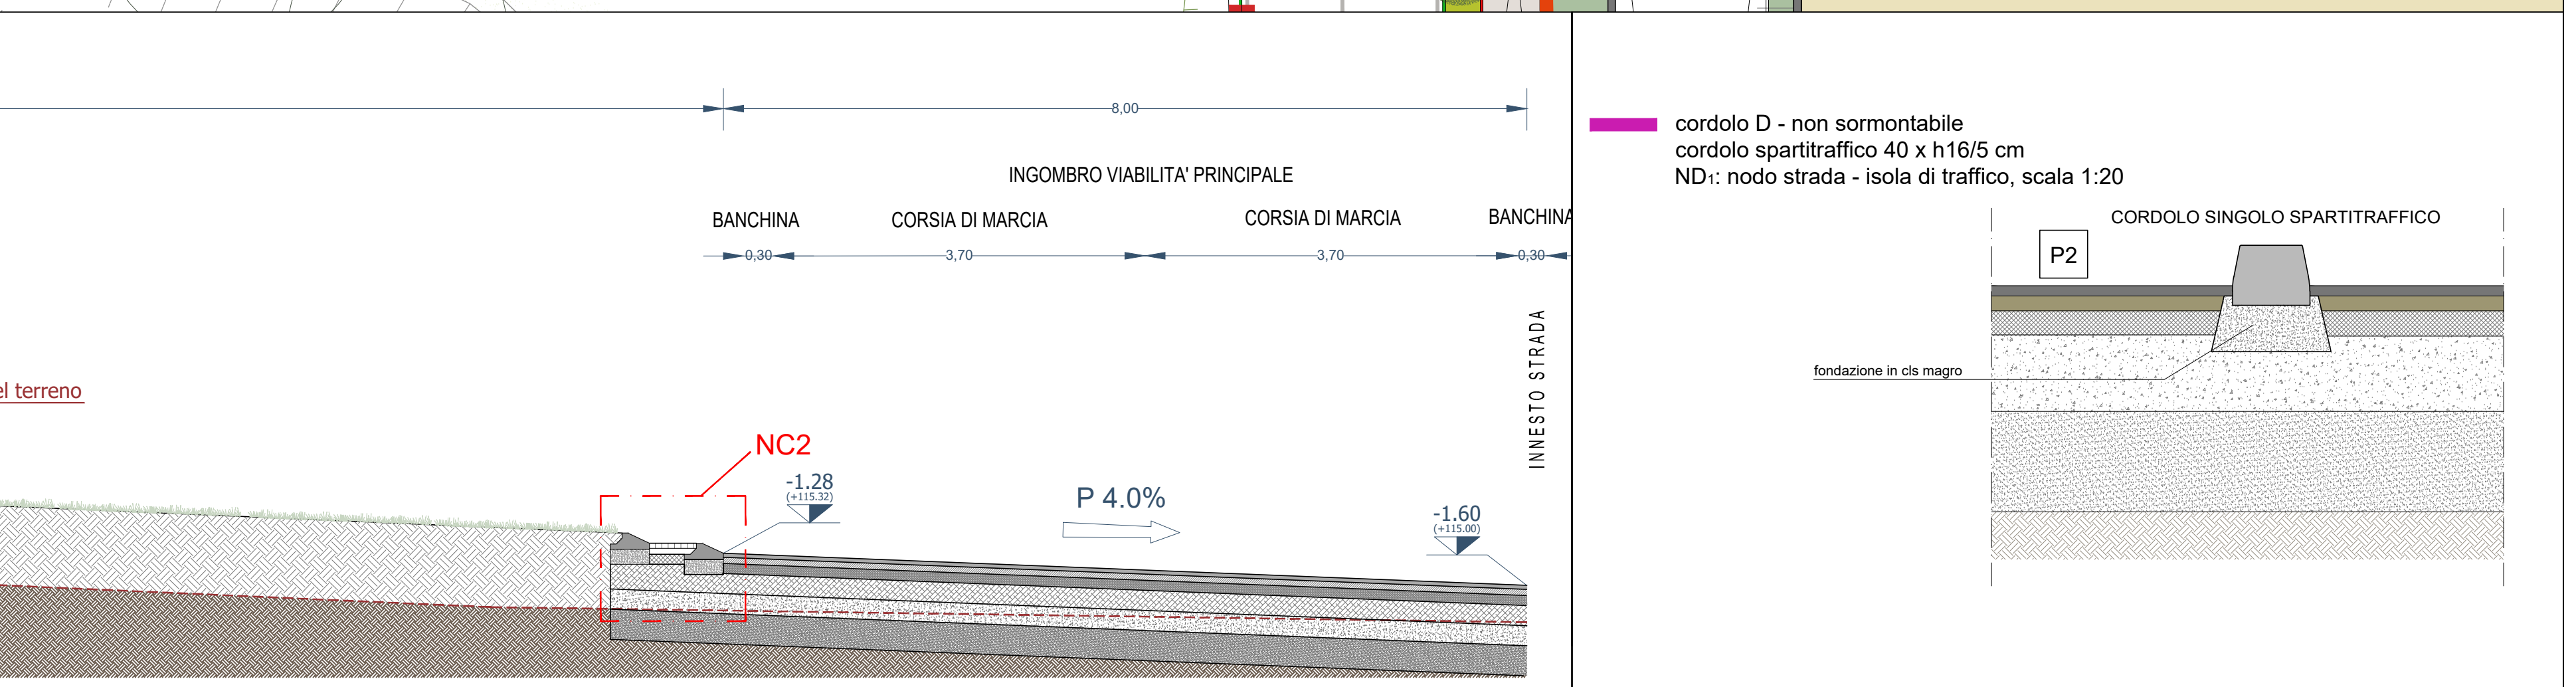 8,00
INGOMBRO VIABILITA' PRINCIPALE
BANCHINA
CORSIA DI MARCIA
CORSIA DI MARCIA
BANCHINA
0,30
3,70
3,70
0,30
INNESTO STRADA
el terreno
NC2
-1.28
(+115.32)
P 4.0%
-1.60
(+115.00)
cordolo D - non sormontabile
cordolo spartitraffico 40 x h16/5 cm
ND1: nodo strada - isola di traffico, scala 1:20
CORDOLO SINGOLO SPARTITRAFFICO
P2
fondazione in cls magro